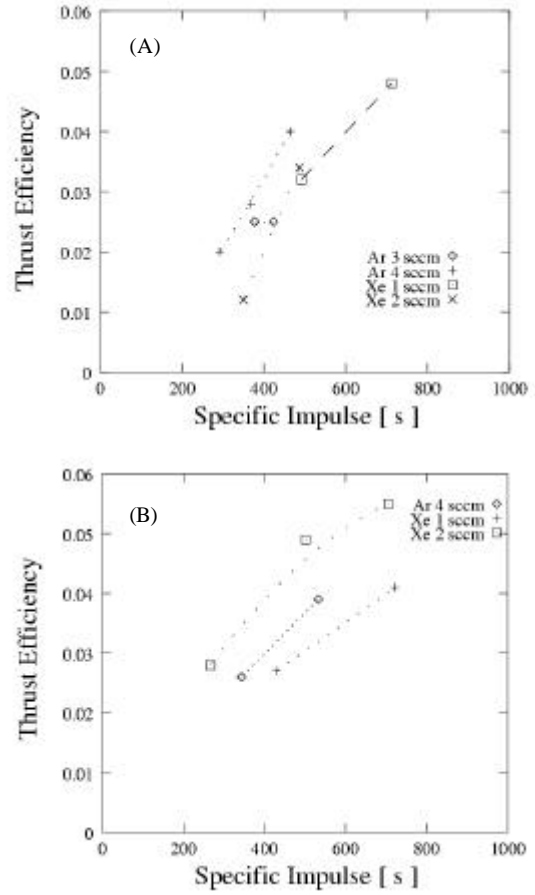 0.06
(A)
0.05
0.04
0.03
0.02
0.01
0
Thrust Efficiency
Ar 3 sccm
Ar 4 sccm
Xe 1 sccm
Xe 2 sccm
0 200 400 600 800 1000
Specific Impulse [ s ]
0.06
(B)
0.05
0.04
0.03
0.02
0.01
0
Thrust Efficiency
Ar 4 sccm
Xe 1 sccm
Xe 2 sccm
0 200 400 600 800 1000
Specific Impulse [ s ]